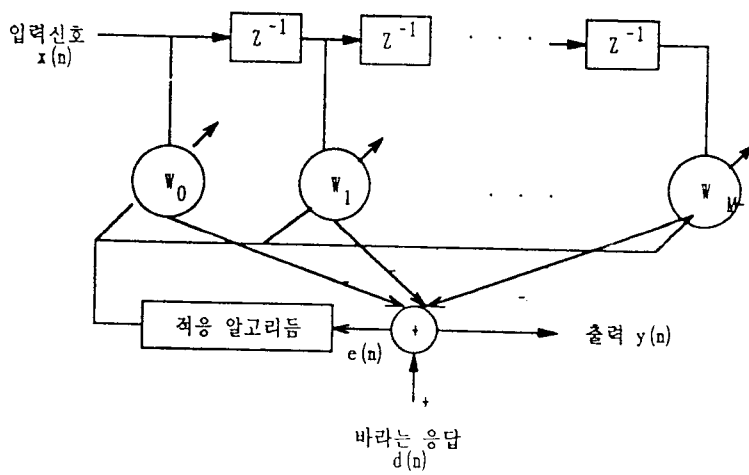 입력신호
x(n)
Z⁻¹
Z⁻¹
. . .
Z⁻¹
W₀
W₁
. . .
W M-
- - -
적응 알고리듬
e(n)
+
출력 y(n)
+
바라는 응답
d(n)